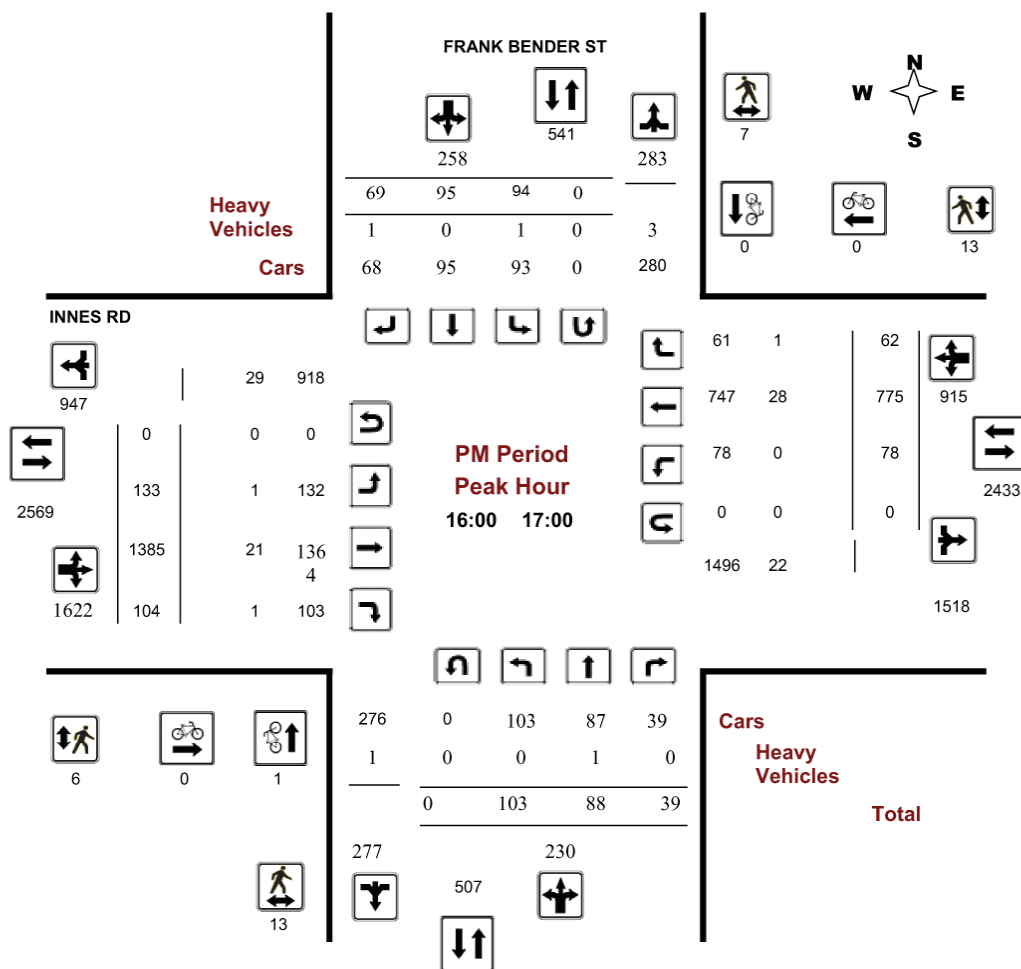 FRANK BENDER ST
N
W E
S
541
7
258 283
69 95 94 0
Heavy
Vehicles
1 0 1 0 3
Cars
68 95 93 0 280
0 0 13
INNES RD
61 1 62
947
29 918
747 28 775 915
0 0 0
PM Period
78 0 78
Peak Hour
133 1 132
2569
16:00 17:00
0 0 0
2433
1385 21 136
4
1496 22
1622 104 1 103
1518
276 0 103 87 39
Cars
1 0 0 1 0
Heavy
Vehicles
6 0 1
0 103 88 39
Total
277 230
507
13